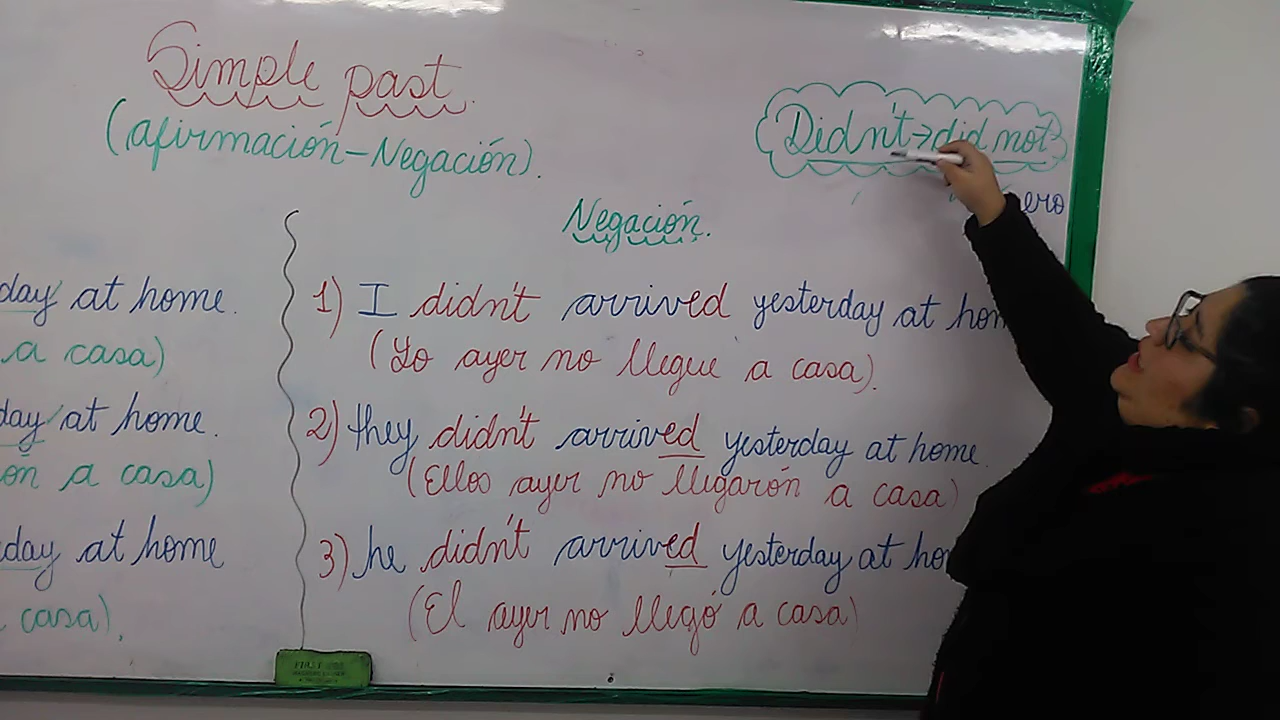 Simple past.
(afirmación-Negación).
Didn't→did not
ero
Negación.
day at home.
a casa)
day at home.
ón a casa)
day at home
casa).
1) I didn't arrived yesterday at hom
(Yo ayer no llegue a casa).
2) they didn't arrived yesterday at home.
(Ellos ayer no llegarón a casa)
3) he didn't arrived yesterday at ho
(El ayer no llegó a casa)